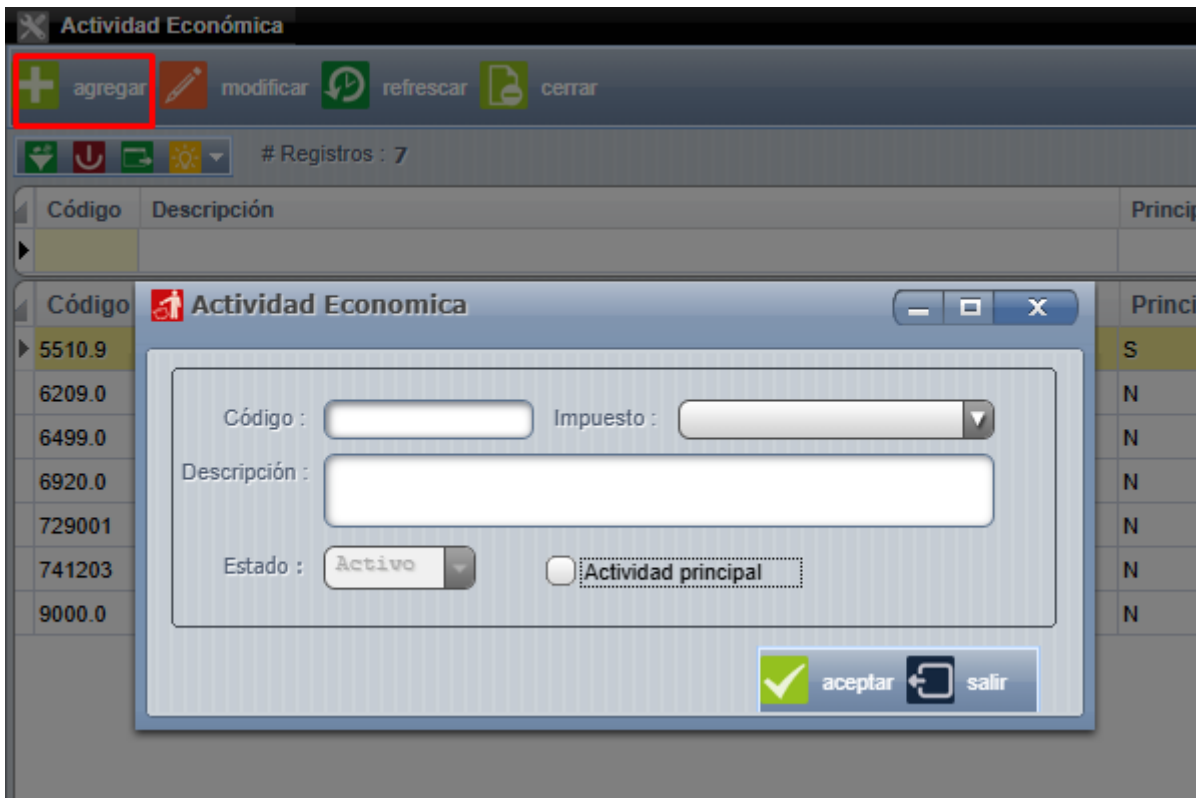 Actividad Económica
agregar modificar refrescar cerrar
# Registros : 7
Código Descripción Princip
Código Princi
Actividad Economica
5510.9 S
6209.0 N
6499.0 N
6920.0 N
729001 N
741203 N
9000.0 N
Código : Impuesto :
Descripción :
Estado : Activo Actividad principal
aceptar salir